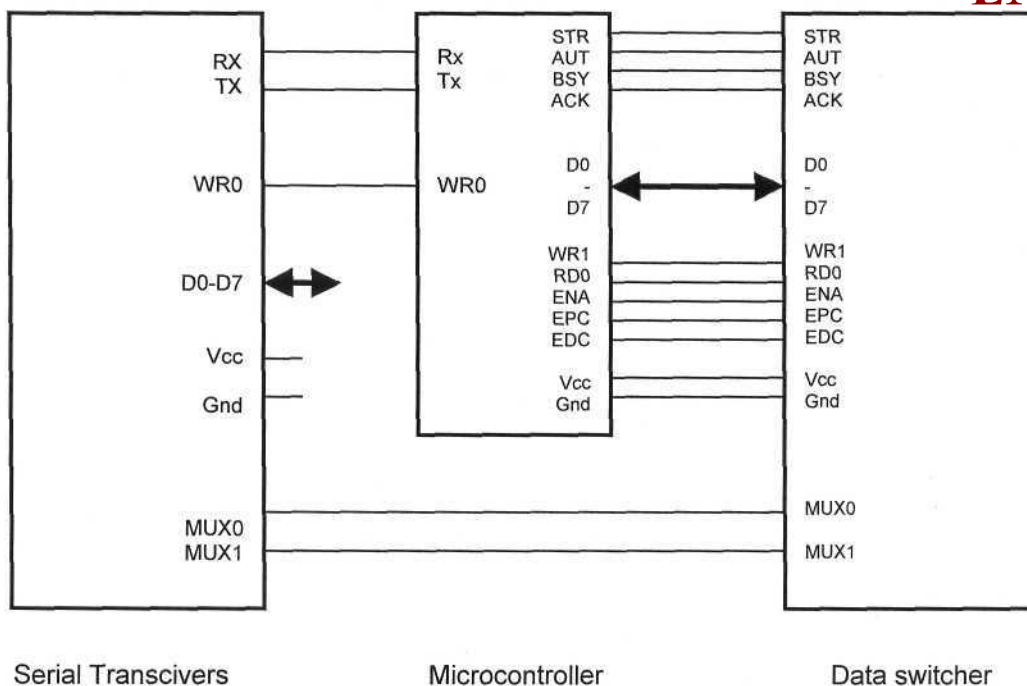 RX
TX
WR0
D0-D7
Vcc
Gnd
MUX0
MUX1
Rx
Tx
WR0
STR
AUT
BSY
ACK
D0
-
D7
WR1
RD0
ENA
EPC
EDC
Vcc
Gnd
STR
AUT
BSY
ACK
D0
-
D7
WR1
RD0
ENA
EPC
EDC
Vcc
Gnd
MUX0
MUX1
Serial Transcivers
Microcontroller
Data switcher